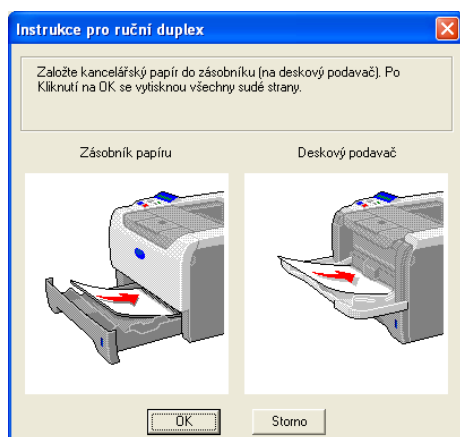 Instrukce pro ruční duplex
Založte kancelářský papír do zásobníku (na deskový podavač). Po
Kliknutí na OK se vytisknou všechny sudé strany.
Zásobník papíru
Deskový podavač
OK
Storno